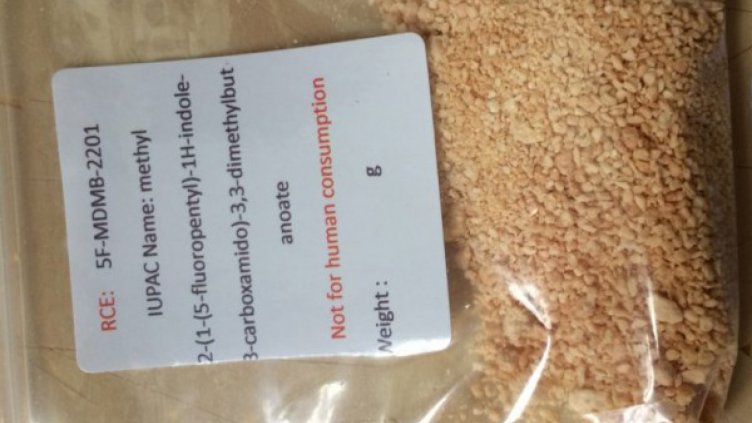 RCE: 5F-MDMB-2201
IUPAC Name: methyl
2-(1-(5-fluoropentyl)-1H-indole-
3-carboxamido)-3,3-dimethylbut
anoate
Not for human consumption
Weight : g